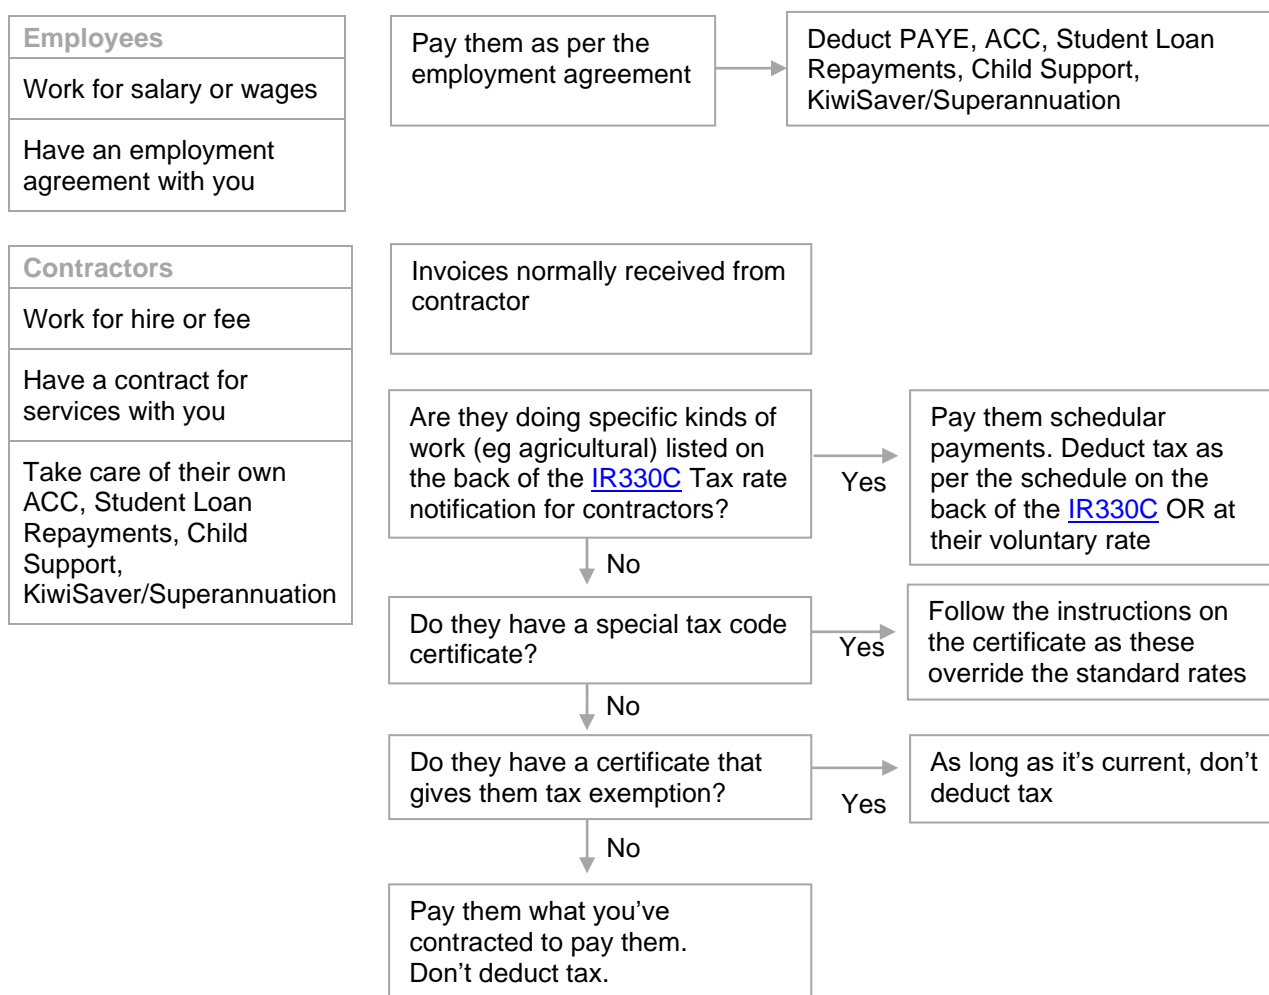 Employees
Work for salary or wages
Have an employment
agreement with you
Pay them as per the
employment agreement
Deduct PAYE, ACC, Student Loan
Repayments, Child Support,
KiwiSaver/Superannuation
Contractors
Work for hire or fee
Have a contract for
services with you
Take care of their own
ACC, Student Loan
Repayments, Child
Support,
KiwiSaver/Superannuation
Invoices normally received from
contractor
Are they doing specific kinds of
work (eg agricultural) listed on
the back of the IR330C Tax rate
notification for contractors?
Yes
Pay them schedular
payments. Deduct tax as
per the schedule on the
back of the IR330C OR at
their voluntary rate
No
Do they have a special tax code
certificate?
Yes
Follow the instructions on
the certificate as these
override the standard rates
No
Do they have a certificate that
gives them tax exemption?
Yes
As long as it’s current, don’t
deduct tax
No
Pay them what you’ve
contracted to pay them.
Don’t deduct tax.